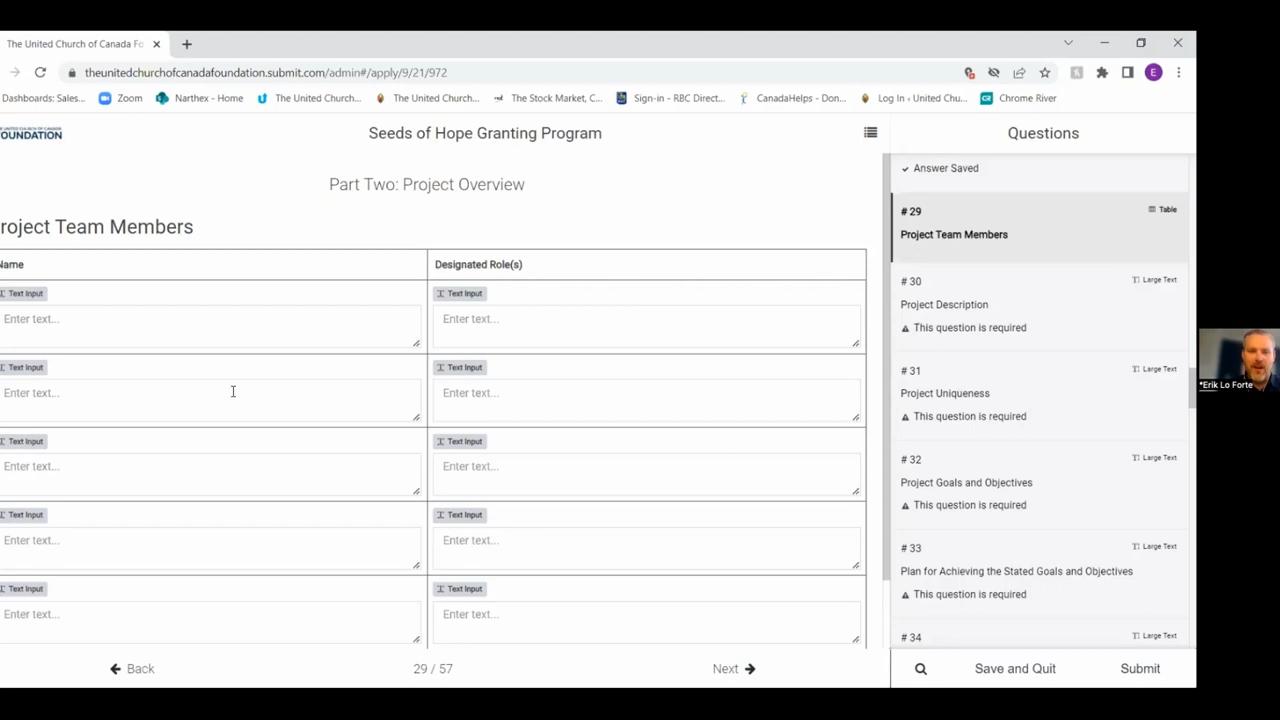 The United Church of Canada Fo
theunitedchurchofcanadafoundation.submit.com/admin#/apply/9/21/972
E
Dashboards: Sales... Zoom Narthex - Home The United Church... The United Church... The Stock Market, C... Sign-in - RBC Direct... CanadaHelps - Don... Log In ‹ United Chu... CR Chrome River
UNITED CHURCH OF CANADA
OUNDATION
Seeds of Hope Granting Program
Part Two: Project Overview
roject Team Members
Name Designated Role(s)
Text Input Text Input
Enter text... Enter text...
Text Input Text Input
Enter text... Enter text...
Text Input Text Input
Enter text... Enter text...
Text Input Text Input
Enter text... Enter text...
Text Input Text Input
Enter text... Enter text...
Back 29 / 57 Next
Questions
Answer Saved
# 29 Table
Project Team Members
# 30 Large Text
Project Description
This question is required
# 31 Large Text
Project Uniqueness
This question is required
# 32 Large Text
Project Goals and Objectives
This question is required
# 33 Large Text
Plan for Achieving the Stated Goals and Objectives
This question is required
# 34 Large Text
Save and Quit Submit
*Erik Lo Forte